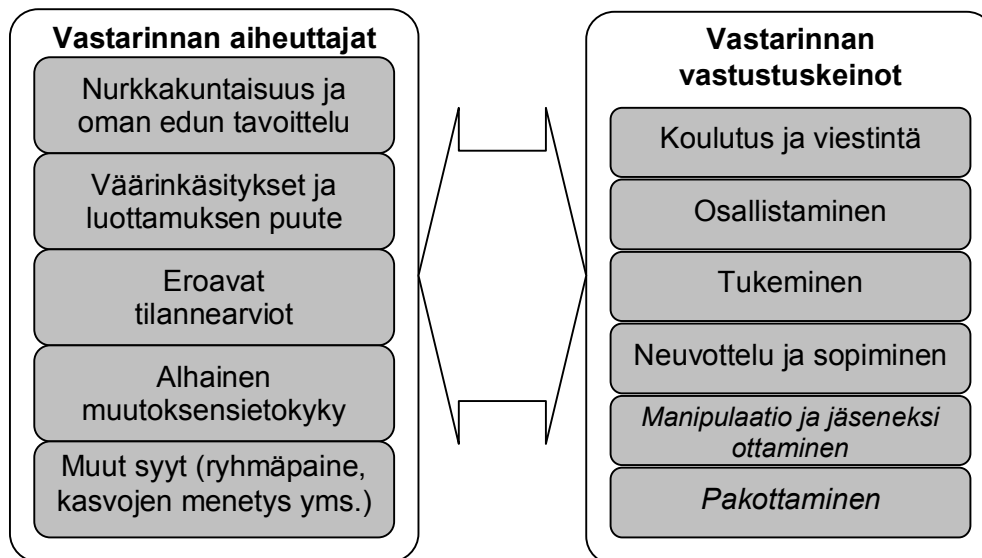 Vastarinnan aiheuttajat
Nurkkakuntaisuus ja
oman edun tavoittelu
Väärinkäsitykset ja
luottamuksen puute
Eroavat
tilannearviot
Alhainen
muutoksensietokyky
Muut syyt (ryhmäpaine,
kasvojen menetys yms.)
Vastarinnan
vastustuskeinot
Koulutus ja viestintä
Osallistaminen
Tukeminen
Neuvottelu ja sopiminen
Manipulaatio ja jäseneksi
ottaminen
Pakottaminen